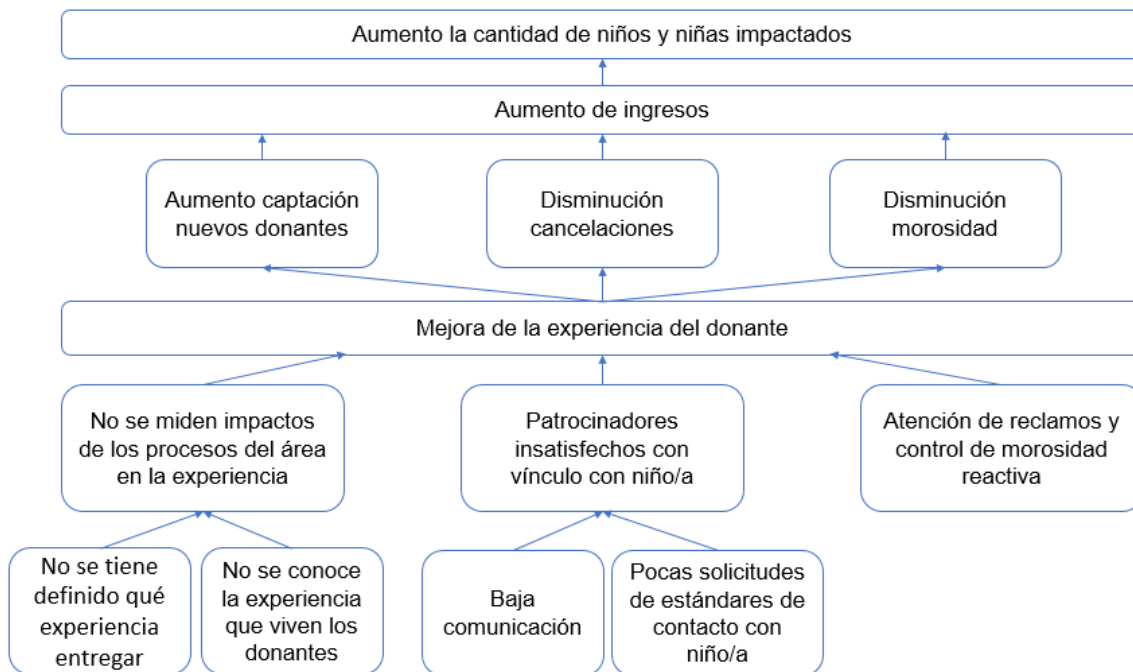 Aumento la cantidad de niños y niñas impactados
Aumento de ingresos
Aumento captación
nuevos donantes
Disminución
cancelaciones
Disminución
morosidad
Mejora de la experiencia del donante
No se miden impactos
de los procesos del área
en la experiencia
Patrocinadores
insatisfechos con
vínculo con niño/a
Atención de reclamos y
control de morosidad
reactiva
No se tiene
definido qué
experiencia
entregar
No se conoce
la experiencia
que viven los
donantes
Baja
comunicación
Pocas solicitudes
de estándares de
contacto con
niño/a